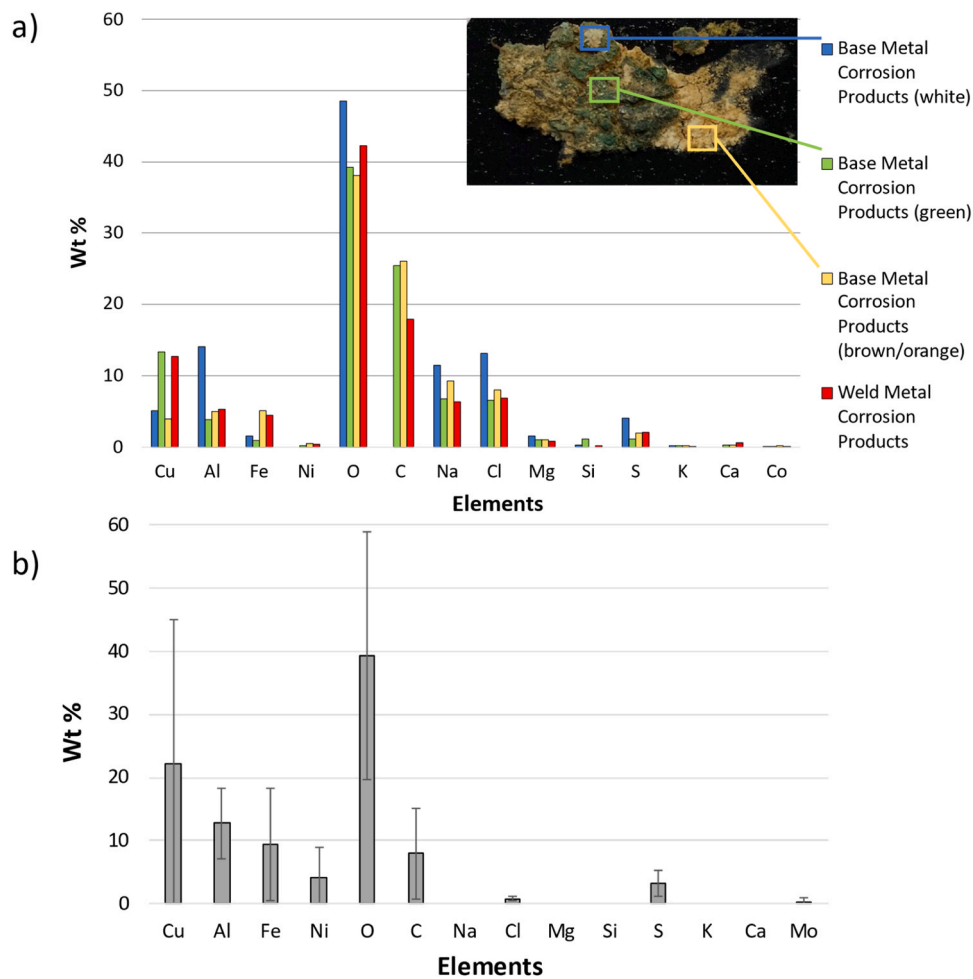 a)
60
50
40
30
20
10
0
Wt %
Cu Al Fe Ni O C Na Cl Mg Si S K Ca Co
Elements
Base Metal
Corrosion
Products (white)
Base Metal
Corrosion
Products (green)
Base Metal
Corrosion
Products
(brown/orange)
Weld Metal
Corrosion
Products
b)
60
50
40
30
20
10
0
Wt %
Cu Al Fe Ni O C Na Cl Mg Si S K Ca Mo
Elements